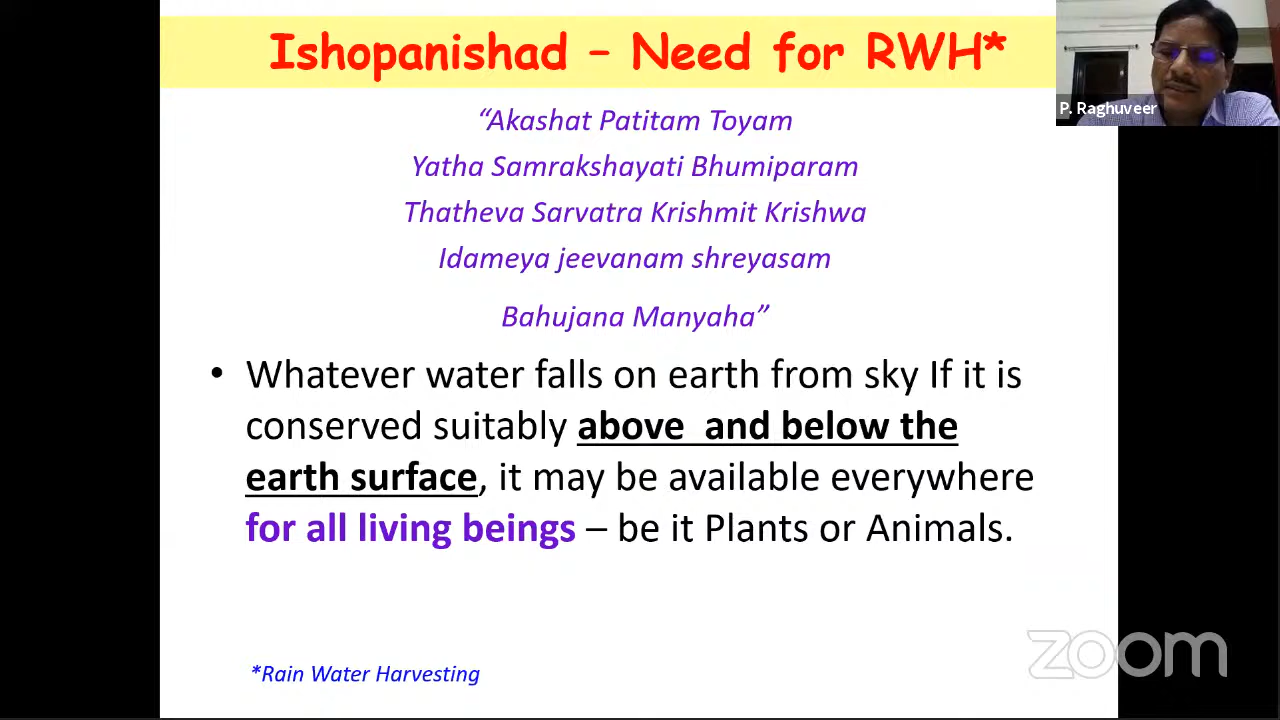 Ishopanishad – Need for RWH*
P. Raghuveer
“Akashat Patitam Toyam
Yatha Samrakshayati Bhumiparam
Thatheva Sarvatra Krishmit Krishwa
Idameya jeevanam shreyasam
Bahujana Manyaha”
• Whatever water falls on earth from sky If it is
conserved suitably above and below the
earth surface, it may be available everywhere
for all living beings – be it Plants or Animals.
*Rain Water Harvesting
zoom